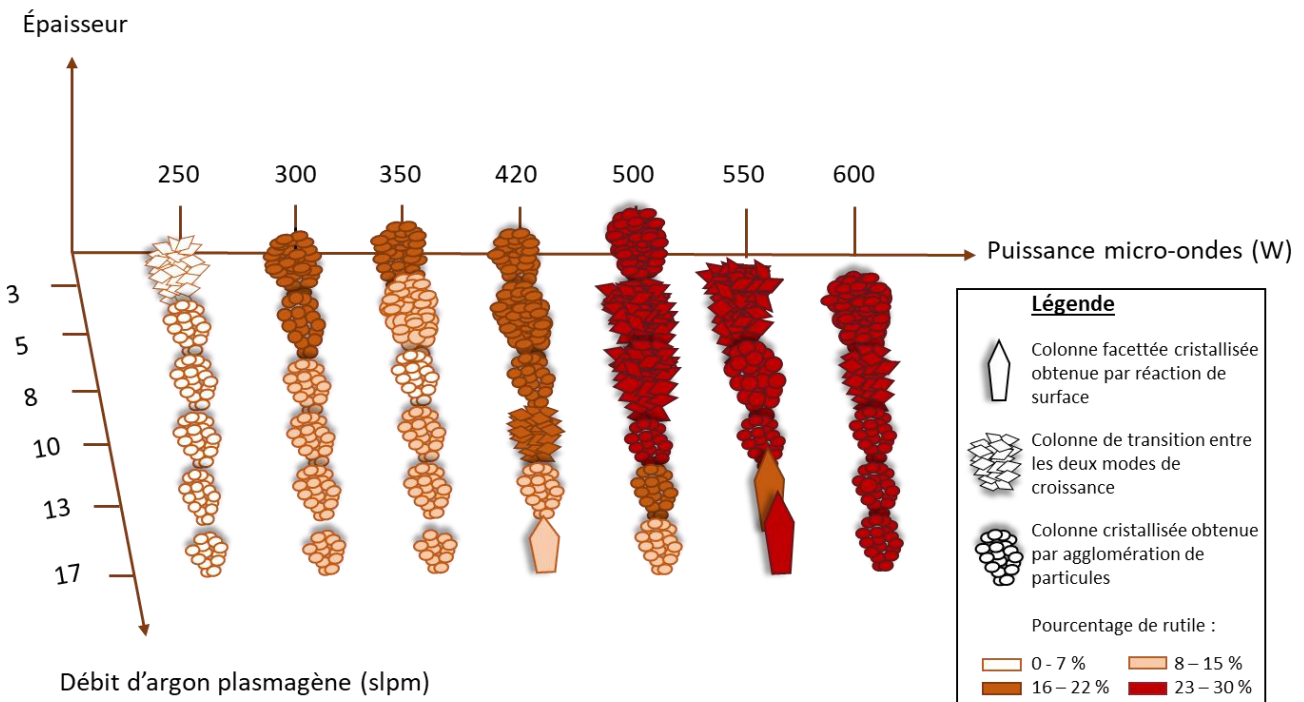 Épaisseur
250
300
350
420
500
550
600
Puissance micro-ondes (W)
3
5
8
10
13
17
Débit d’argon plasmagène (slpm)
Légende
Colonne facettée cristallisée
obtenue par réaction de
surface
Colonne de transition entre
les deux modes de
croissance
Colonne cristallisée obtenue
par agglomération de
particules
Pourcentage de rutile :
0 - 7 %
8 – 15 %
16 – 22 %
23 – 30 %